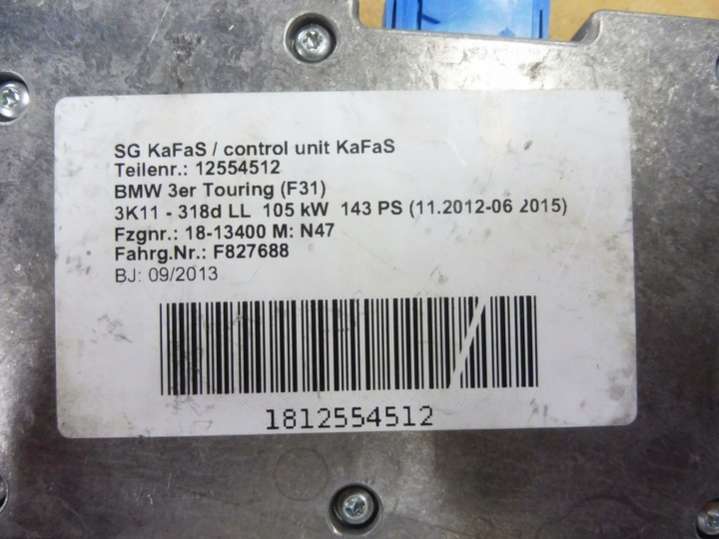 SG KaFaS / control unit KaFaS
Teilenr.: 12554512
BMW 3er Touring (F31)
3K11 - 318d LL 105 kW 143 PS (11.2012-06 2015)
Fzgnr.: 18-13400 M: N47
Fahrg.Nr.: F827688
BJ: 09/2013
1812554512